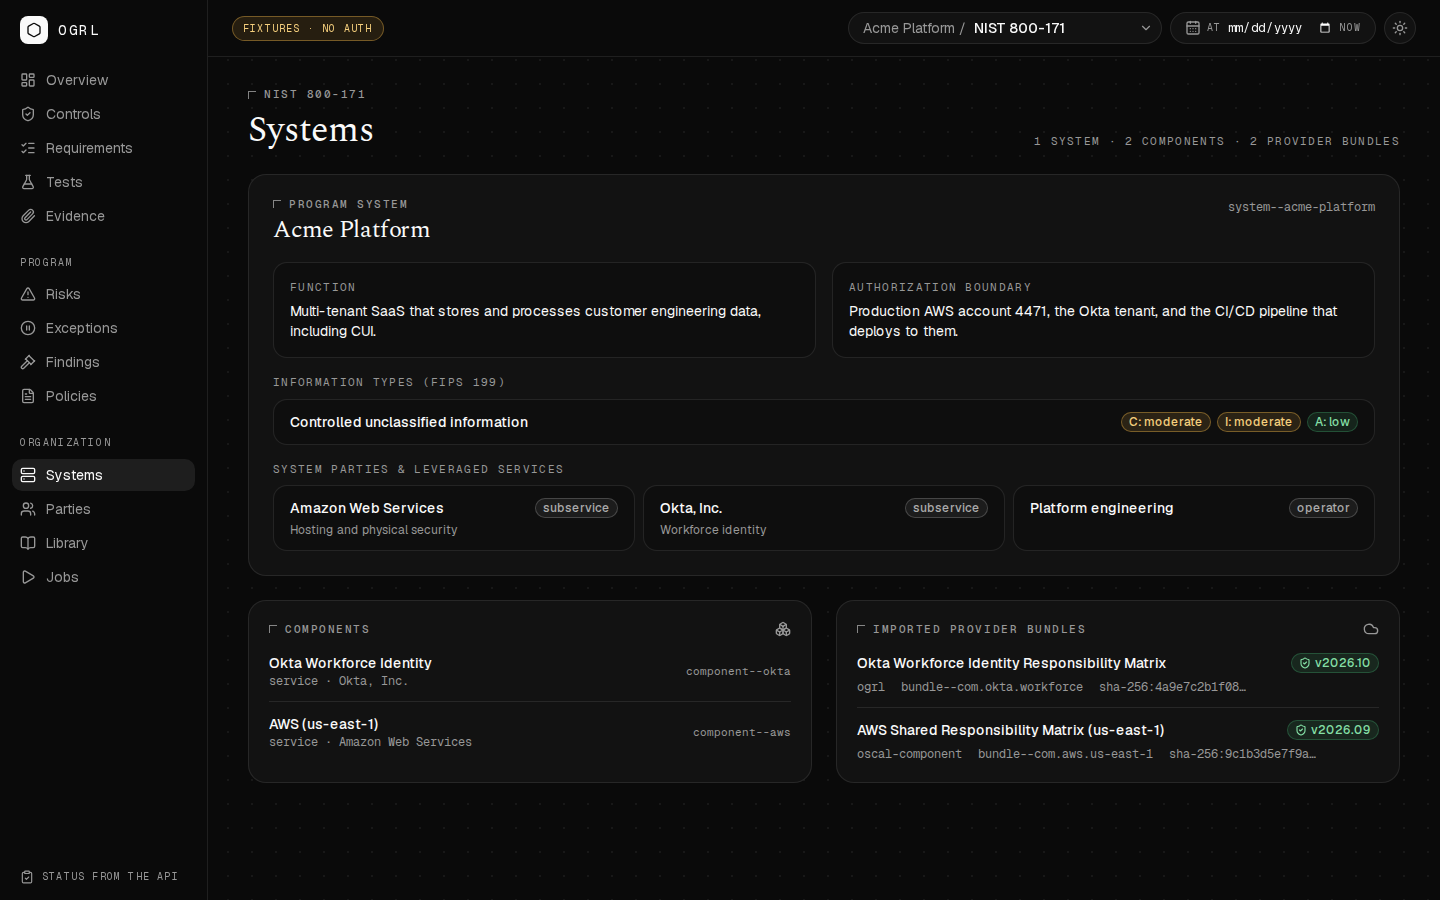 OGRL
FIXTURES · NO AUTH
Acme Platform / NIST 800-171
AT mm/dd/yyyy NOW
Overview
Controls
Requirements
Tests
Evidence
PROGRAM
Risks
Exceptions
Findings
Policies
ORGANIZATION
Systems
Parties
Library
Jobs
STATUS FROM THE API
NIST 800-171
Systems
1 SYSTEM · 2 COMPONENTS · 2 PROVIDER BUNDLES
PROGRAM SYSTEM
system--acme-platform
Acme Platform
FUNCTION
Multi-tenant SaaS that stores and processes customer engineering data,
including CUI.
AUTHORIZATION BOUNDARY
Production AWS account 4471, the Okta tenant, and the CI/CD pipeline that
deploys to them.
INFORMATION TYPES (FIPS 199)
Controlled unclassified information
C: moderate
I: moderate
A: low
SYSTEM PARTIES & LEVERAGED SERVICES
Amazon Web Services
subservice
Hosting and physical security
Okta, Inc.
subservice
Workforce identity
Platform engineering
operator
COMPONENTS
Okta Workforce Identity
service · Okta, Inc.
component--okta
AWS (us-east-1)
service · Amazon Web Services
component--aws
IMPORTED PROVIDER BUNDLES
Okta Workforce Identity Responsibility Matrix
v2026.10
ogrl bundle--com.okta.workforce sha-256:4a9e7c2b1f08…
AWS Shared Responsibility Matrix (us-east-1)
v2026.09
oscal-component bundle--com.aws.us-east-1 sha-256:9c1b3d5e7f9a…